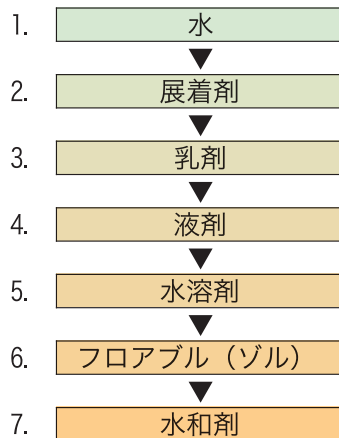 1. 水
2. 展着剤
3. 乳剤
4. 液剤
5. 水溶剤
6. フロアブル（ゾル）
7. 水和剤